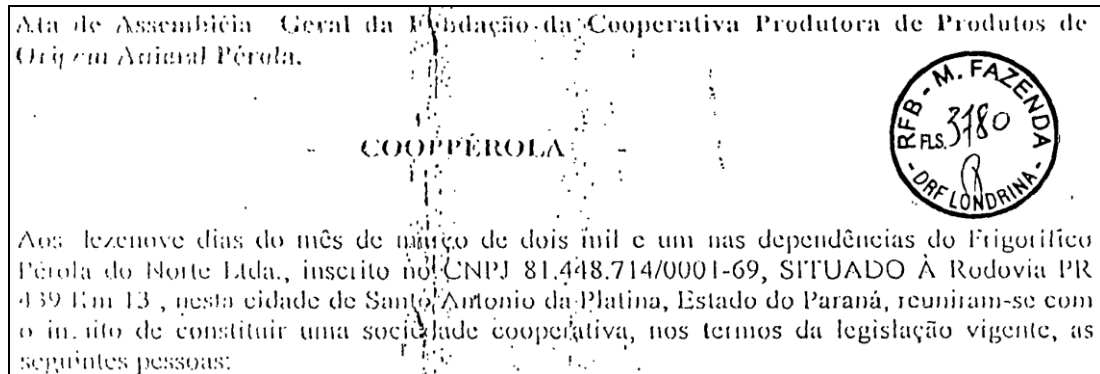 Ata de Assembléia Geral da Fundação da Cooperativa Produtora de Produtos de
Origem Animal Pérola.
RFB - M. FAZENDA
FLS. 3780
- DRF LONDRINA -
COOPPÉROLA
Aos dezenove dias do mês de março de dois mil e um nas dependências do Frigorífico
Pérola do Norte Ltda., inscrito no CNPJ 81.448.714/0001-69, SITUADO À Rodovia PR
439 Km 13 , nesta cidade de Santo Antonio da Platina, Estado do Paraná, reuniram-se com
o intuito de constituir uma sociedade cooperativa, nos termos da legislação vigente, as
seguintes pessoas: